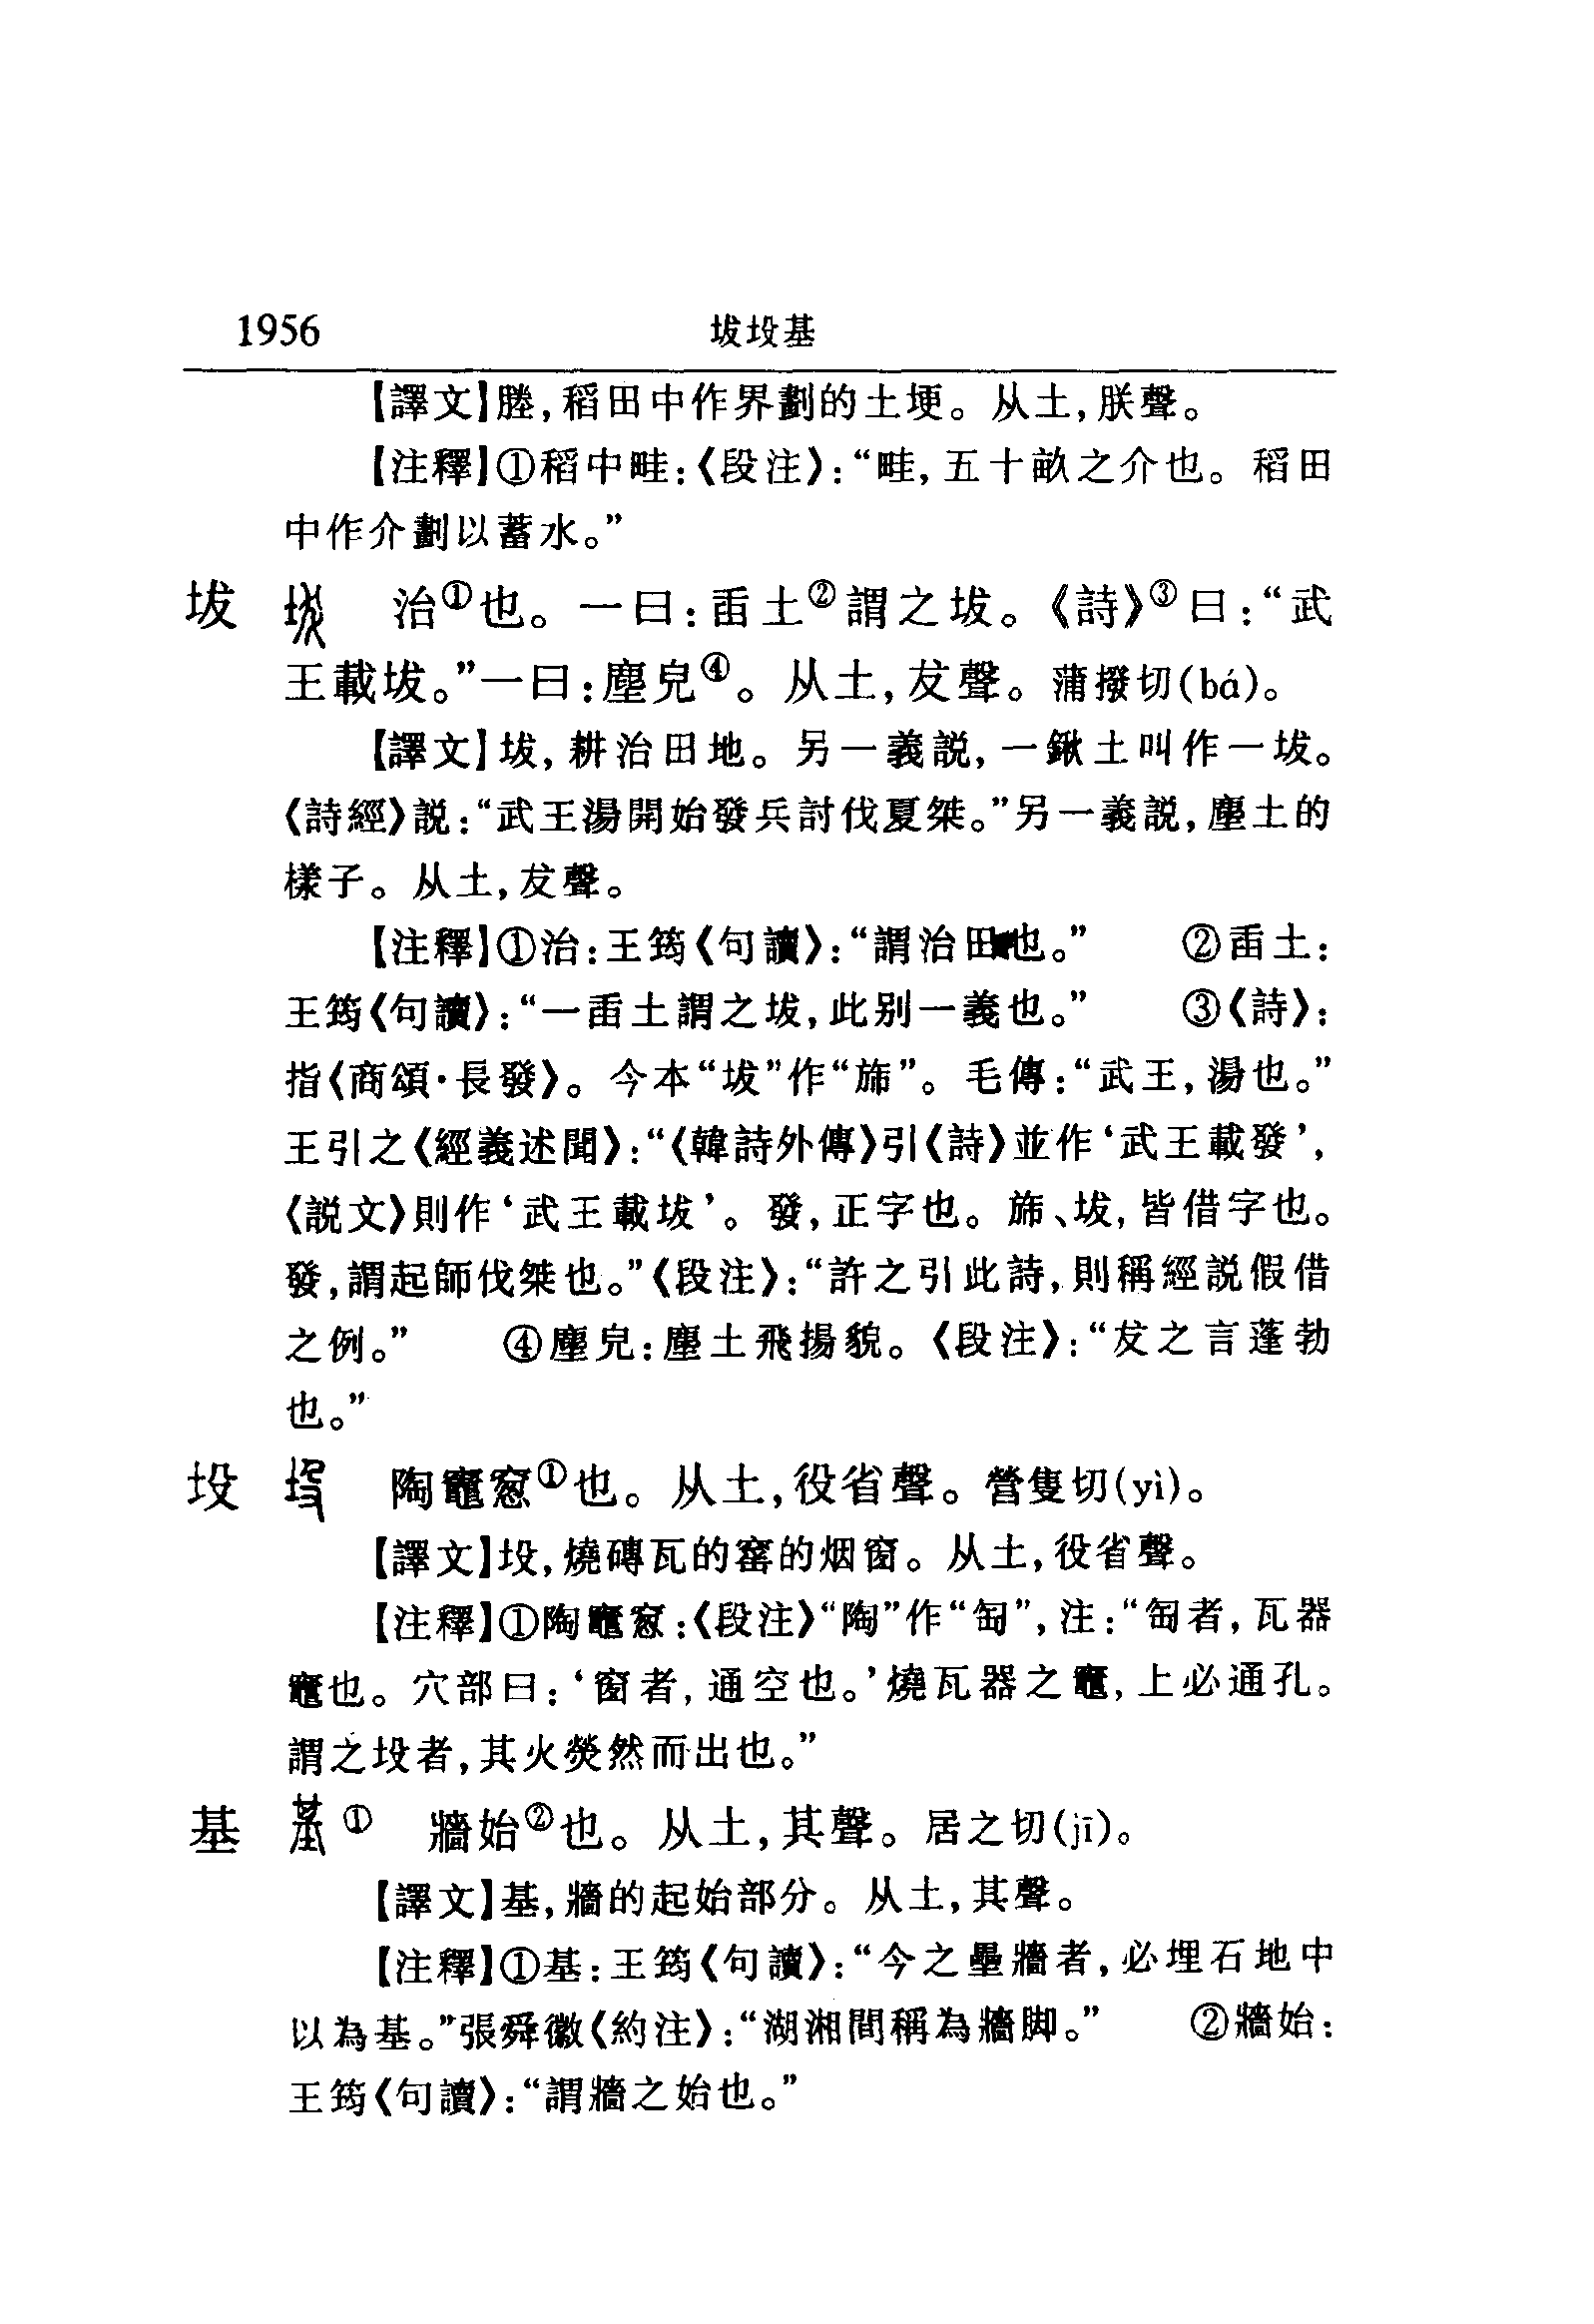 1956
坺垼基
【譯文】塍，稻田中作界劃的土埂。从土，朕聲。
【注釋】①稻中畦：《段注》：“畦，五十畝之介也。稻田
中作介劃以蓄水。”
坺 治①也。一曰：臿土②謂之坺。《詩》③曰：“武
王載坺。”一曰：塵皃④。从土，犮聲。蒲撥切(bá)。
【譯文】坺，耕治田地。另一義説，一鍬土叫作一坺。
《詩經》説：“武王湯開始發兵討伐夏桀。”另一義説，塵土的
樣子。从土，犮聲。
【注釋】①治：王筠《句讀》：“謂治田也。” ②臿土：
王筠《句讀》：“一臿土謂之坺，此别一義也。” ③《詩》：
指《商頌·長發》。今本“坺”作“斾”。毛傳：“武王，湯也。”
王引之《經義述聞》：“《韓詩外傳》引《詩》並作‘武王載發’，
《説文》則作‘武王載坺’。發，正字也。斾、坺，皆借字也。
發，謂起師伐桀也。”《段注》：“許之引此詩，則稱經説假借
之例。” ④塵皃：塵土飛揚貌。《段注》：“犮之言蓬勃
也。”
垼 陶竈窻①也。从土，役省聲。營隻切(yì)。
【譯文】垼，燒磚瓦的窰的烟窗。从土，役省聲。
【注釋】①陶竈窻：《段注》“陶”作“匋”，注：“匋者，瓦器
竈也。穴部曰：‘窗者，通空也。’燒瓦器之竈，上必通孔。
謂之垼者，其火熒然而出也。”
基 ① 牆始②也。从土，其聲。居之切(jī)。
【譯文】基，牆的起始部分。从土，其聲。
【注釋】①基：王筠《句讀》：“今之壘牆者，必埋石地中
以為基。”張舜徽《約注》：“湖湘間稱為牆脚。” ②牆始：
王筠《句讀》：“謂牆之始也。”